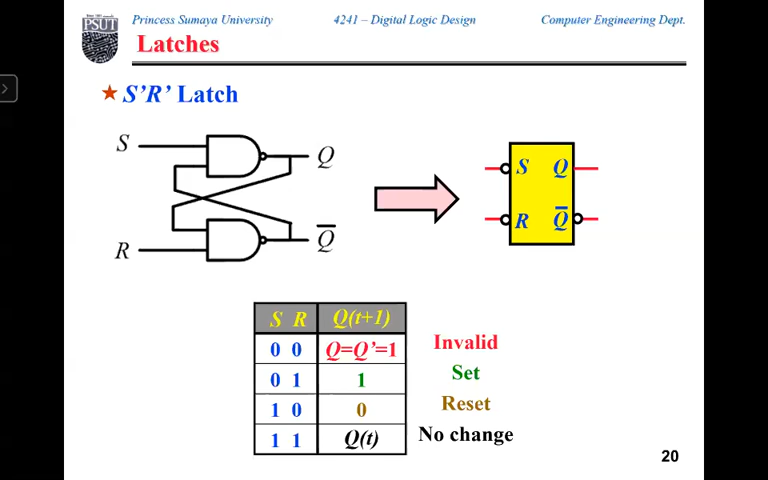 Princess Sumaya University 4241 – Digital Logic Design Computer Engineering Dept.
PSUT
Latches
S’R’ Latch
S Q
R Q̅
S Q
R Q̅
S R Q(t+1)
0 0 Q=Q’=1 Invalid
0 1 1 Set
1 0 0 Reset
1 1 Q(t) No change
20